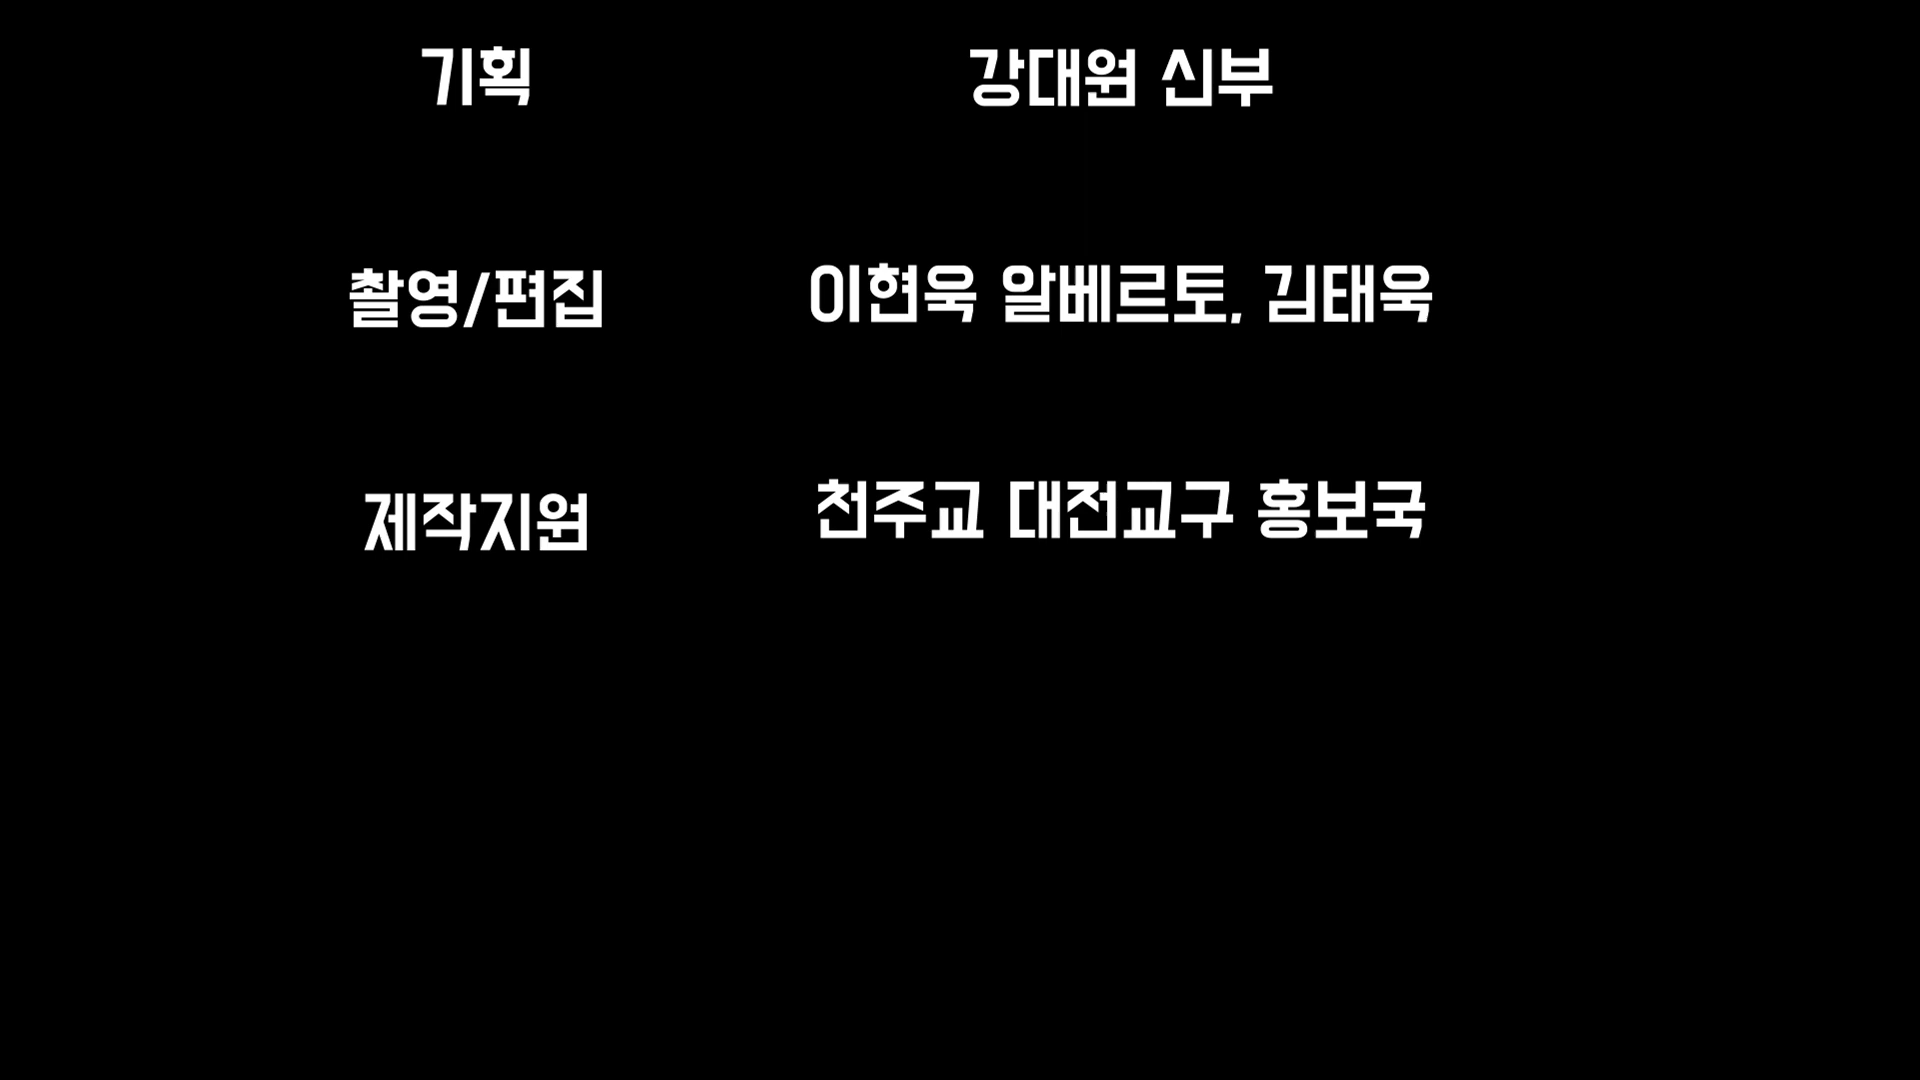 기획 강대원 신부
촬영/편집 이현욱 알베르토, 김태욱
제작지원 천주교 대전교구 홍보국